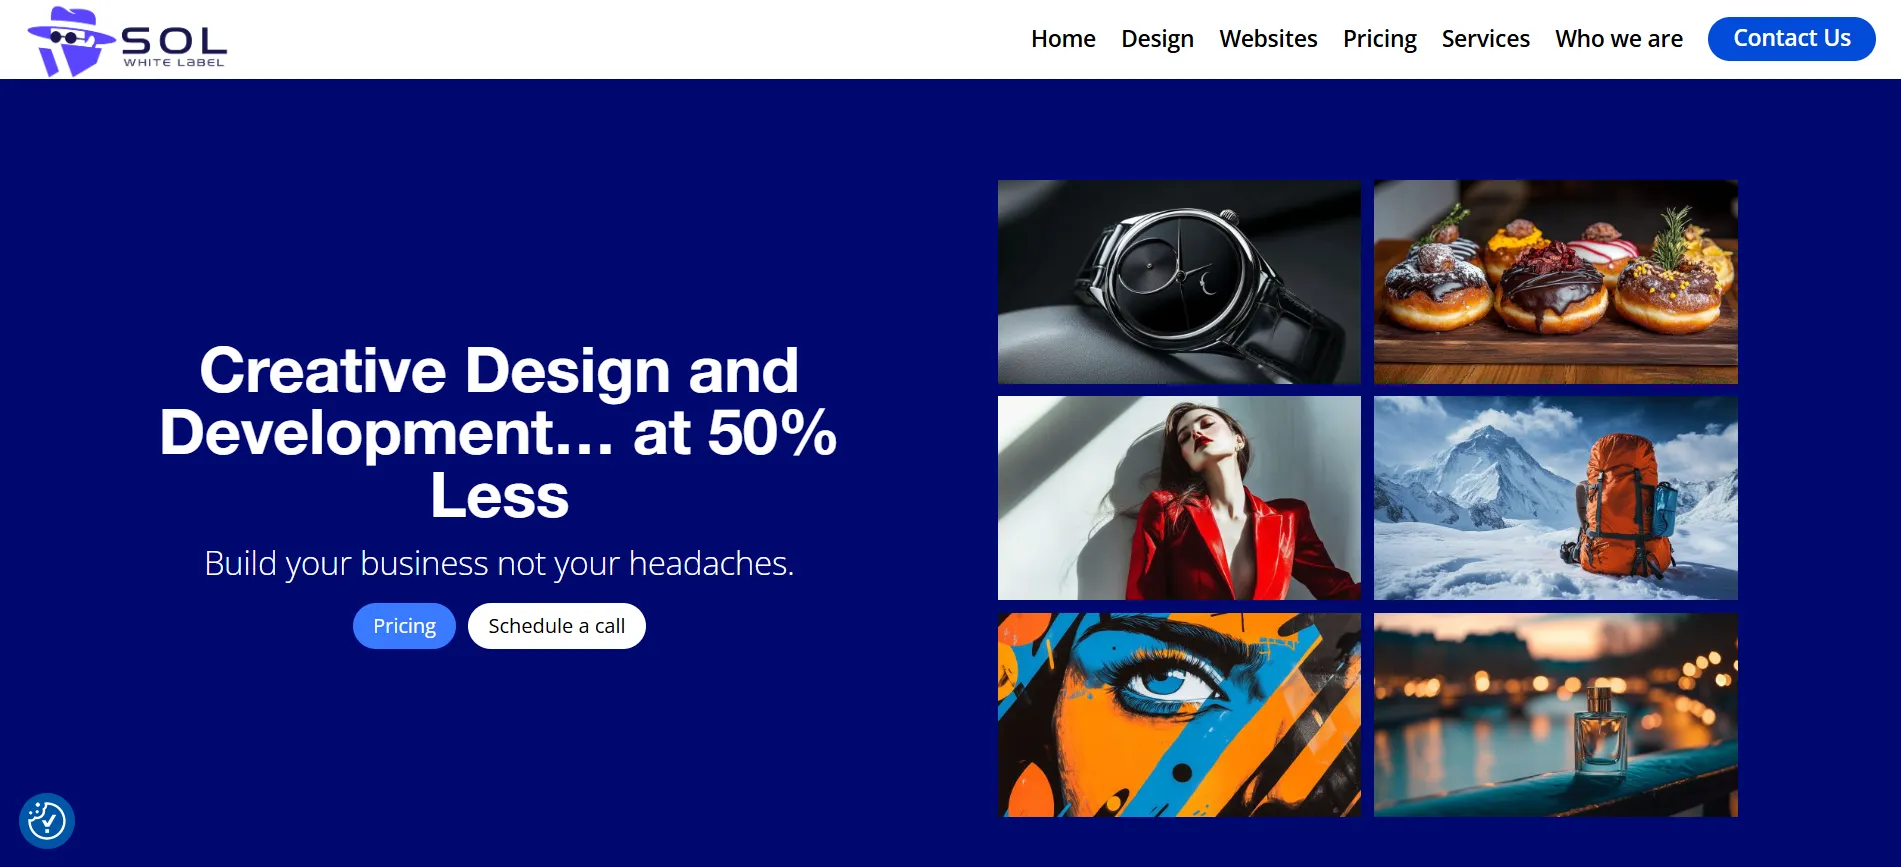 SOL
WHITE LABEL
Home
Design
Websites
Pricing
Services
Who we are
Contact Us
Creative Design and
Development... at 50%
Less
Build your business not your headaches.
Pricing
Schedule a call